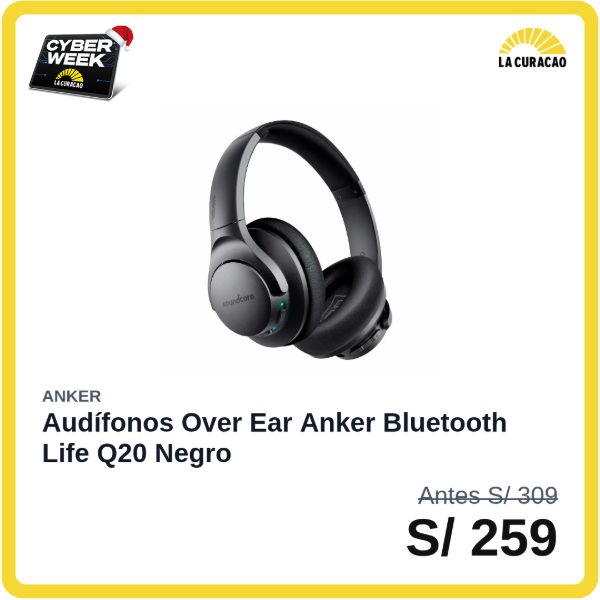 CYBER
WEEK
LA CURACAO
LA CURACAO
soundcore
ANKER
Audífonos Over Ear Anker Bluetooth
Life Q20 Negro
Antes S/ 309
S/ 259